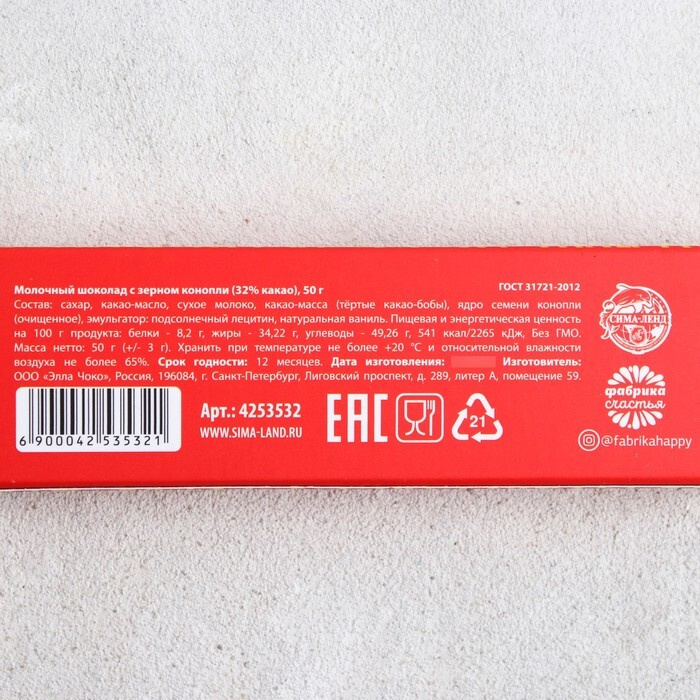 Молочный шоколад с зерном конопли (32% какао), 50 г
ГОСТ 31721-2012
Состав: сахар, какао-масло, сухое молоко, какао-масса (тёртые какао-бобы), ядро семени конопли
(очищенное), эмульгатор: подсолнечный лецитин, натуральная ваниль. Пищевая и энергетическая ценность
на 100 г продукта: белки - 8,2 г, жиры - 34,22 г, углеводы - 49,26 г, 541 ккал/2265 кДж, Без ГМО.
Масса нетто: 50 г (+/- 3 г). Хранить при температуре не более +20 °С и относительной влажности
воздуха не более 65%. Срок годности: 12 месяцев. Дата изготовления: Изготовитель:
ООО «Элла Чоко», Россия, 196084, г. Санкт-Петербург, Лиговский проспект, д. 289, литер А, помещение 59.
СИМА-ЛЕНД
фабрика
счастья
@fabrikahappy
Арт.: 4253532
WWW.SIMA-LAND.RU
EAC
21
6 900042 535321